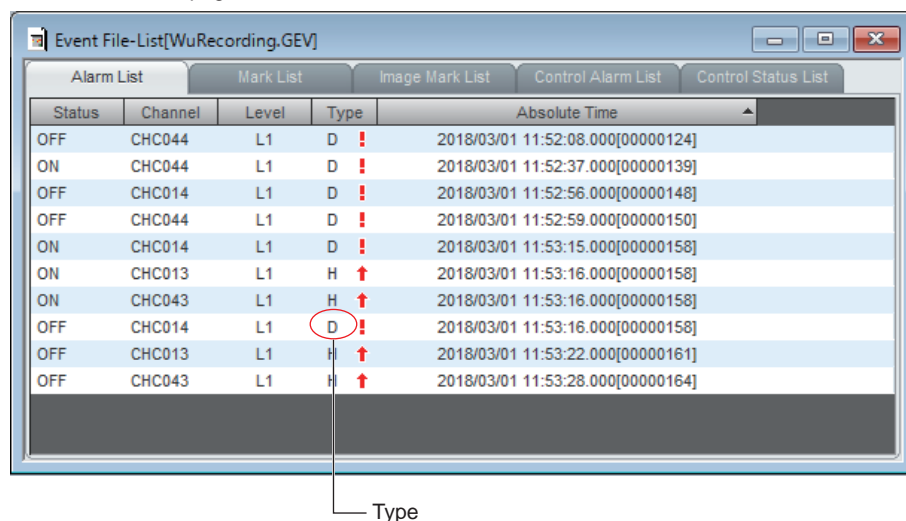 Event File-List[WuRecording.GEV]
Alarm List Mark List Image Mark List Control Alarm List Control Status List
Status Channel Level Type Absolute Time
OFF CHC044 L1 D 2018/03/01 11:52:08.000[00000124]
ON CHC044 L1 D 2018/03/01 11:52:37.000[00000139]
OFF CHC014 L1 D 2018/03/01 11:52:56.000[00000148]
OFF CHC044 L1 D 2018/03/01 11:52:59.000[00000150]
ON CHC014 L1 D 2018/03/01 11:53:15.000[00000158]
ON CHC013 L1 H 2018/03/01 11:53:16.000[00000158]
ON CHC043 L1 H 2018/03/01 11:53:16.000[00000158]
OFF CHC014 L1 D 2018/03/01 11:53:16.000[00000158]
OFF CHC013 L1 H 2018/03/01 11:53:22.000[00000161]
OFF CHC043 L1 H 2018/03/01 11:53:28.000[00000164]
Type